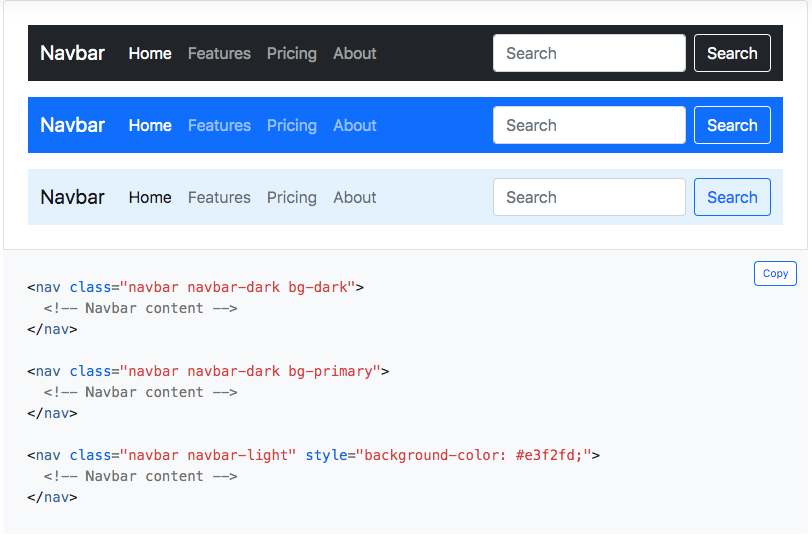 Navbar Home Features Pricing About Search Search
Navbar Home Features Pricing About Search Search
Navbar Home Features Pricing About Search Search
Copy
<nav class="navbar navbar-dark bg-dark">
  <!-- Navbar content -->
</nav>

<nav class="navbar navbar-dark bg-primary">
  <!-- Navbar content -->
</nav>

<nav class="navbar navbar-light" style="background-color: #e3f2fd;">
  <!-- Navbar content -->
</nav>